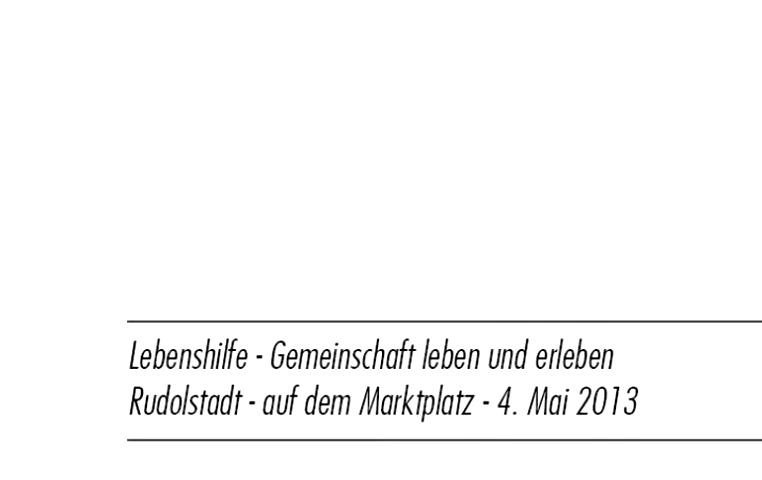 Lebenshilfe - Gemeinschaft leben und erleben
Rudolstadt - auf dem Marktplatz - 4. Mai 2013